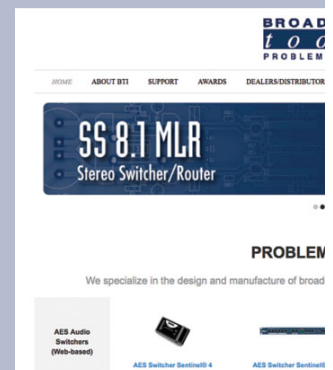 BROAD
too
PROBLEM
HOME ABOUT BTI SUPPORT AWARDS DEALERS/DISTRIBUTOR
SS 8.1 MLR
Stereo Switcher/Router
PROBLEM
We specialize in the design and manufacture of broad
AES Audio
Switchers
(Web-based)
AES Switcher Sentinel® 4 AES Switcher Sentinel®